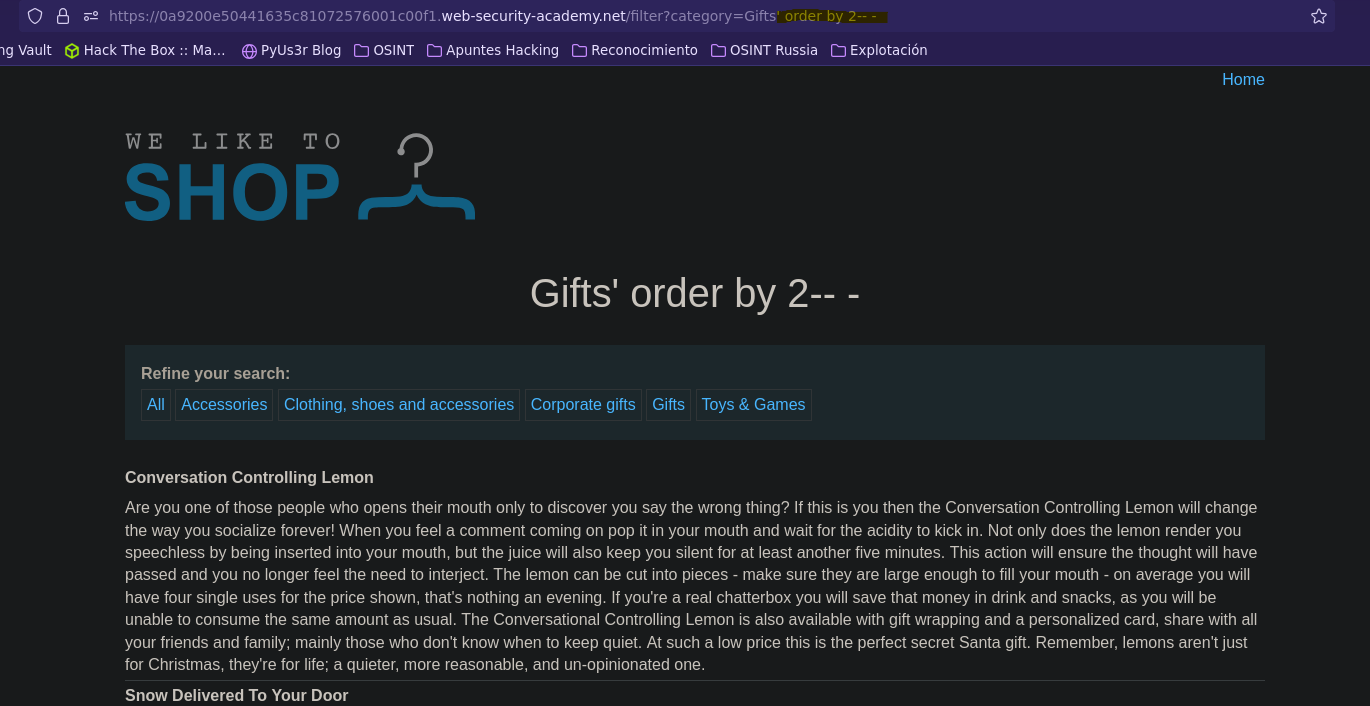 https://0a9200e50441635c81072576001c00f1.web-security-academy.net/filter?category=Gifts' order by 2-- -
ng Vault Hack The Box :: Ma... PyUs3r Blog OSINT Apuntes Hacking Reconocimiento OSINT Russia Explotación
Home
WE LIKE TO
SHOP
Gifts' order by 2-- -
Refine your search:
All Accessories Clothing, shoes and accessories Corporate gifts Gifts Toys & Games
Conversation Controlling Lemon
Are you one of those people who opens their mouth only to discover you say the wrong thing? If this is you then the Conversation Controlling Lemon will change
the way you socialize forever! When you feel a comment coming on pop it in your mouth and wait for the acidity to kick in. Not only does the lemon render you
speechless by being inserted into your mouth, but the juice will also keep you silent for at least another five minutes. This action will ensure the thought will have
passed and you no longer feel the need to interject. The lemon can be cut into pieces - make sure they are large enough to fill your mouth - on average you will
have four single uses for the price shown, that's nothing an evening. If you're a real chatterbox you will save that money in drink and snacks, as you will be
unable to consume the same amount as usual. The Conversational Controlling Lemon is also available with gift wrapping and a personalized card, share with all
your friends and family; mainly those who don't know when to keep quiet. At such a low price this is the perfect secret Santa gift. Remember, lemons aren't just
for Christmas, they're for life; a quieter, more reasonable, and un-opinionated one.
Snow Delivered To Your Door